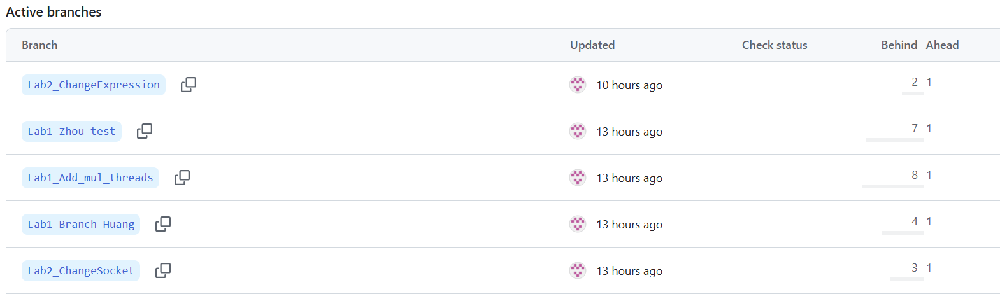 Active branches
Branch Updated Check status Behind Ahead
Lab2_ChangeExpression 10 hours ago 2 1
Lab1_Zhou_test 13 hours ago 7 1
Lab1_Add_mul_threads 13 hours ago 8 1
Lab1_Branch_Huang 13 hours ago 4 1
Lab2_ChangeSocket 13 hours ago 3 1